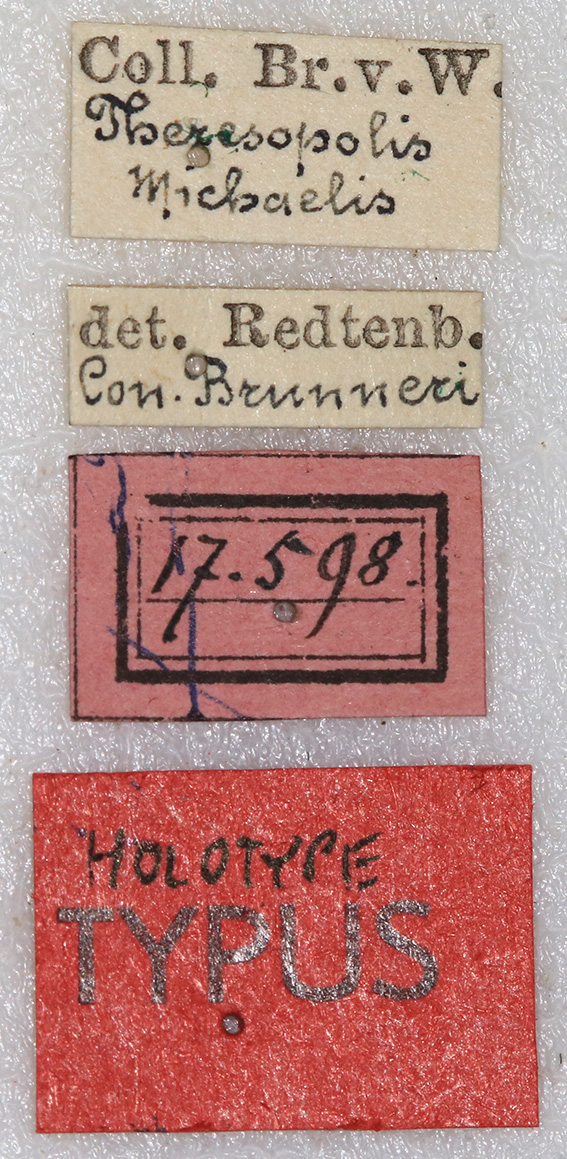 Coll. Br.v.W.
Theresopolis
Michaelis
det. Redtenb.
Con. Brunneri
17.598.
HOLOTYPE
TYPUS